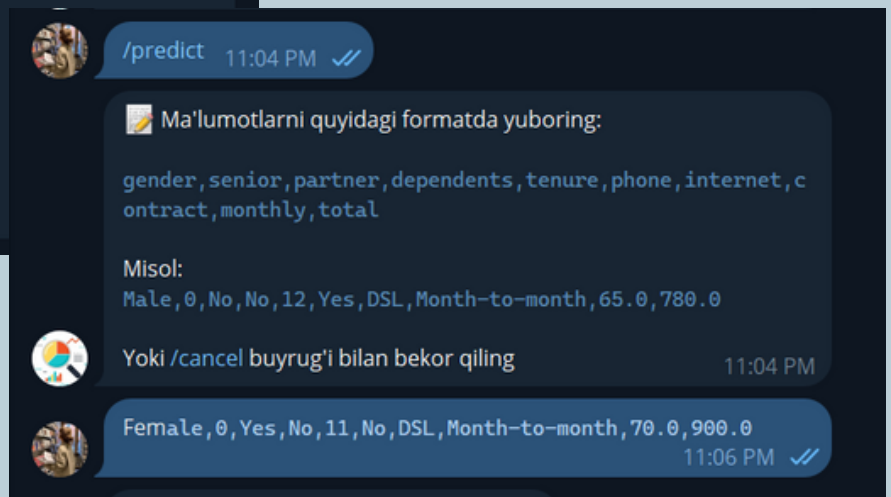 /predict 11:04 PM
📝 Ma'lumotlarni quyidagi formatda yuboring:
gender,senior,partner,dependents,tenure,phone,internet,c
ontract,monthly,total
Misol:
Male,0,No,No,12,Yes,DSL,Month-to-month,65.0,780.0
Yoki /cancel buyrug'i bilan bekor qiling
11:04 PM
Female,0,Yes,No,11,No,DSL,Month-to-month,70.0,900.0
11:06 PM